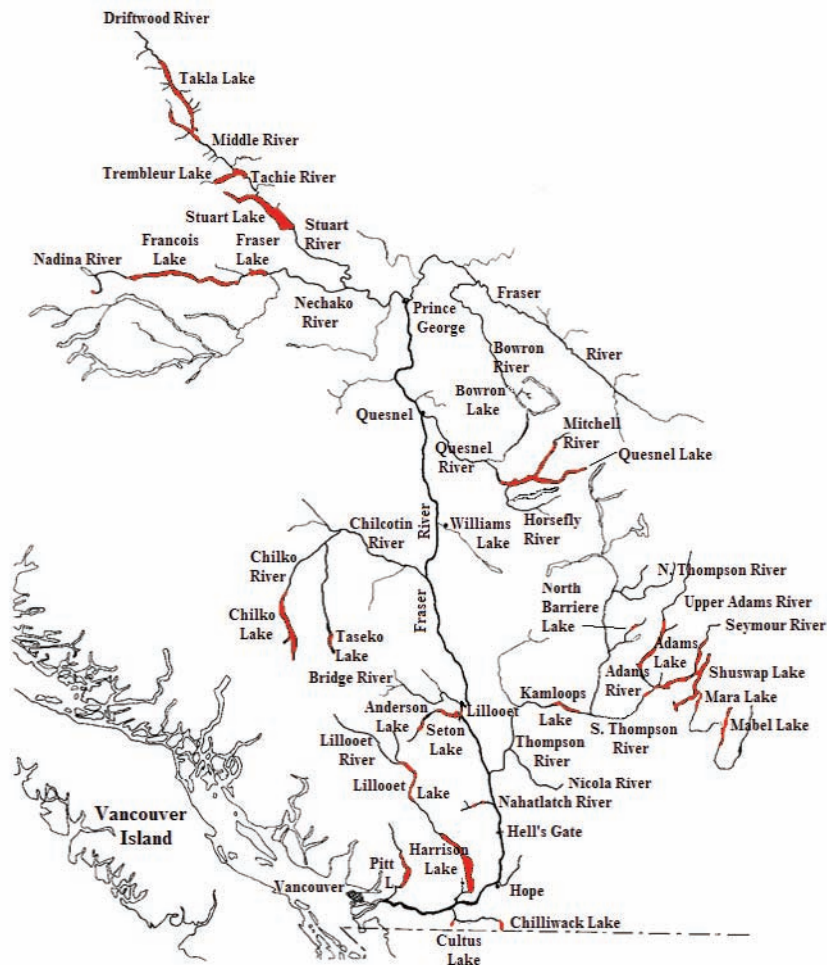 Driftwood River
Takla Lake
Middle River
Trembleur Lake
Tachie River
Stuart Lake
Stuart
River
Francois
Lake
Fraser
Lake
Nadina River
Nechako
River
Prince
George
Fraser
River
Bowron
River
Bowron
Lake
Quesnel
Mitchell
River
Quesnel
River
Quesnel Lake
Horsefly
River
Williams
Lake
Chilcotin
River
River
Fraser
Chilko
River
Chilko
Lake
Taseko
Lake
Bridge River
North
Barriere
Lake
N. Thompson River
Upper Adams River
Seymour River
Adams
Lake
Adams
River
Shuswap Lake
Mara Lake
Mabel Lake
Kamloops
Lake
S. Thompson
River
Anderson
Lake
Seton
Lake
Lillooet
Lillooet
River
Lillooet
Lake
Thompson
River
Nicola River
Nahatlatch River
Hell's Gate
Vancouver
Island
Harrison
Lake
Pitt
L.
Hope
Vancouver
Chilliwack Lake
Cultus
Lake